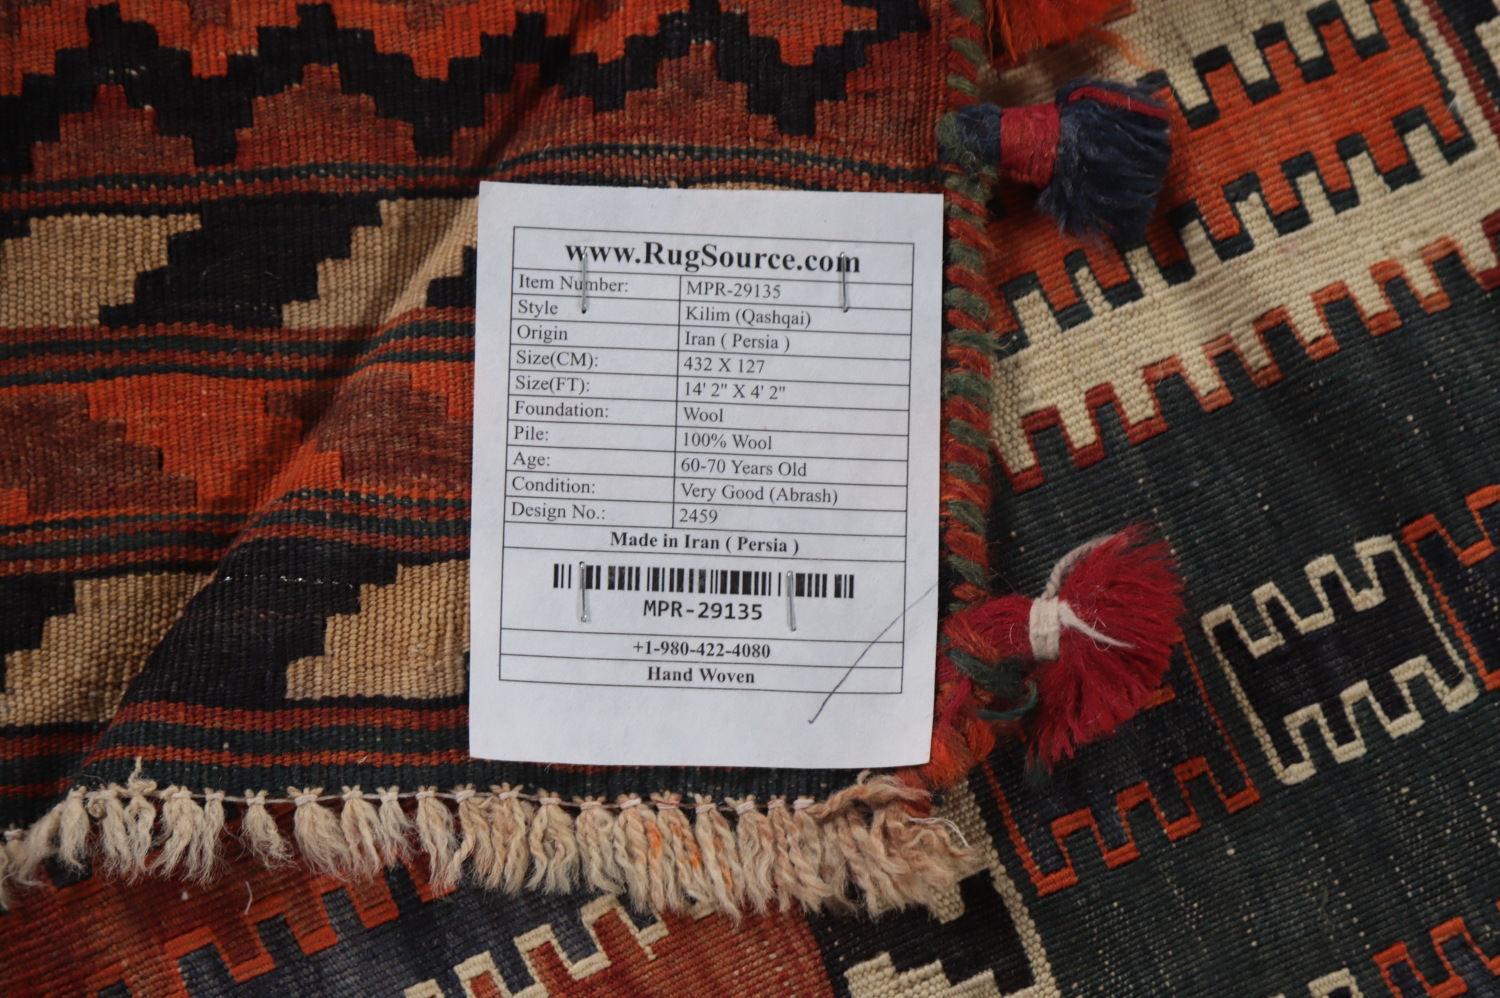 www.RugSource.com
Item Number: MPR-29135
Style Kilim (Qashqai)
Origin Iran ( Persia )
Size(CM): 432 X 127
Size(FT): 14' 2" X 4' 2"
Foundation: Wool
Pile: 100% Wool
Age: 60-70 Years Old
Condition: Very Good (Abrash)
Design No.: 2459
Made in Iran ( Persia )
MPR-29135
+1-980-422-4080
Hand Woven